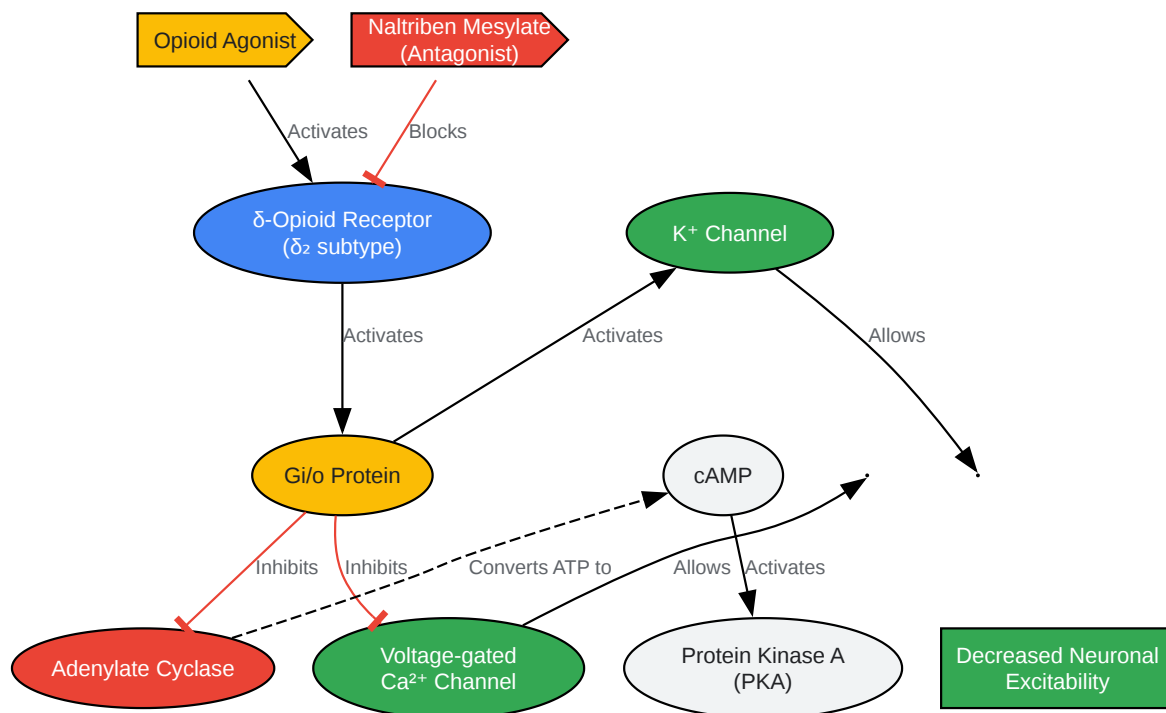 Opioid Agonist
Naltriben Mesylate
(Antagonist)
Activates
Blocks
δ-Opioid Receptor
(δ₂ subtype)
K⁺ Channel
Activates
Activates
Allows
Gi/o Protein
cAMP
Inhibits
Inhibits
Converts ATP to
Allows
Activates
Adenylate Cyclase
Voltage-gated
Ca²⁺ Channel
Protein Kinase A
(PKA)
Decreased Neuronal
Excitability